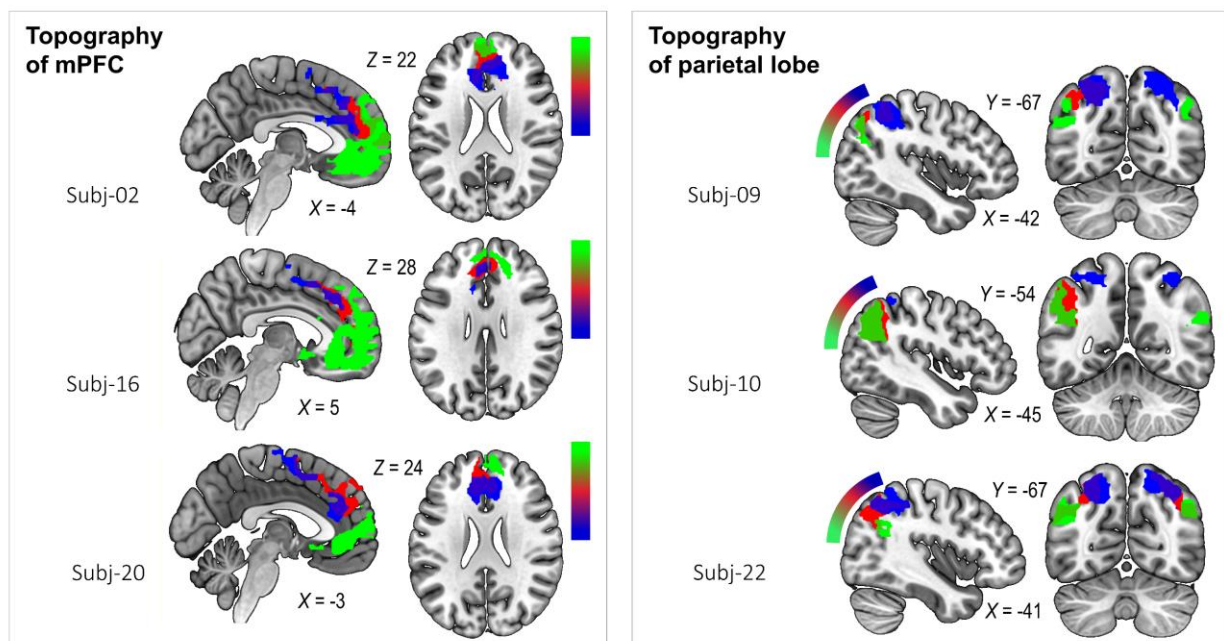 Topography
of mPFC
Z = 22
Subj-02
X = -4
Z = 28
Subj-16
X = 5
Z = 24
Subj-20
X = -3
Topography
of parietal lobe
Y = -67
Subj-09
X = -42
Y = -54
Subj-10
X = -45
Y = -67
Subj-22
X = -41